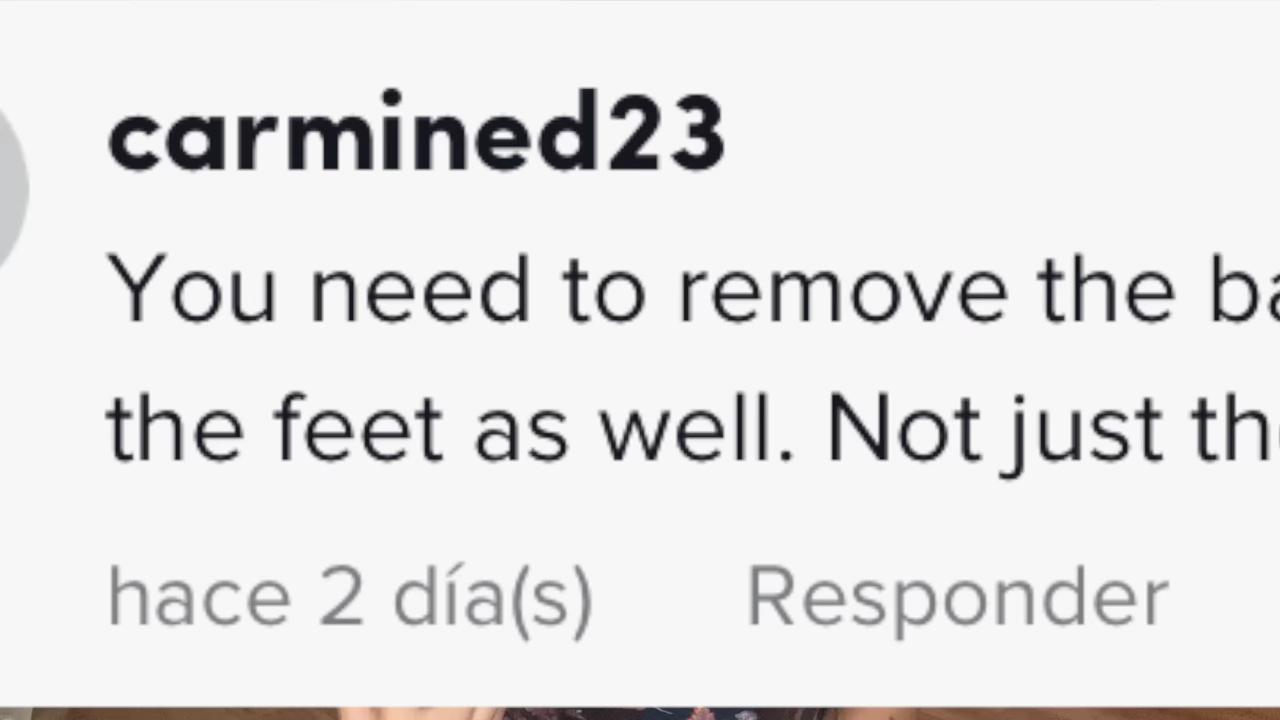 carmined23
You need to remove the
the feet as well. Not just
hace 2 día(s) Responder